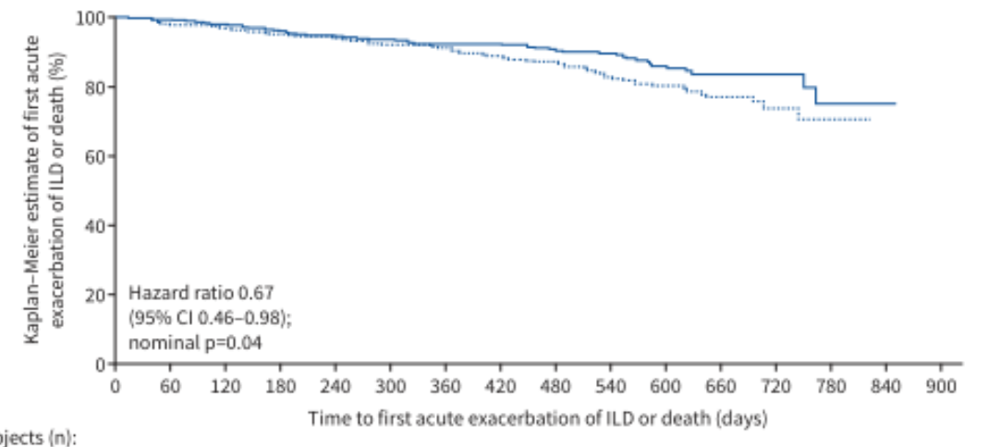 Kaplan–Meier estimate of first acute
exacerbation of ILD or death (%)
100
80
60
40
20
0
Hazard ratio 0.67
(95% CI 0.46–0.98);
nominal p=0.04
0 60 120 180 240 300 360 420 480 540 600 660 720 780 840 900
Time to first acute exacerbation of ILD or death (days)
(n):